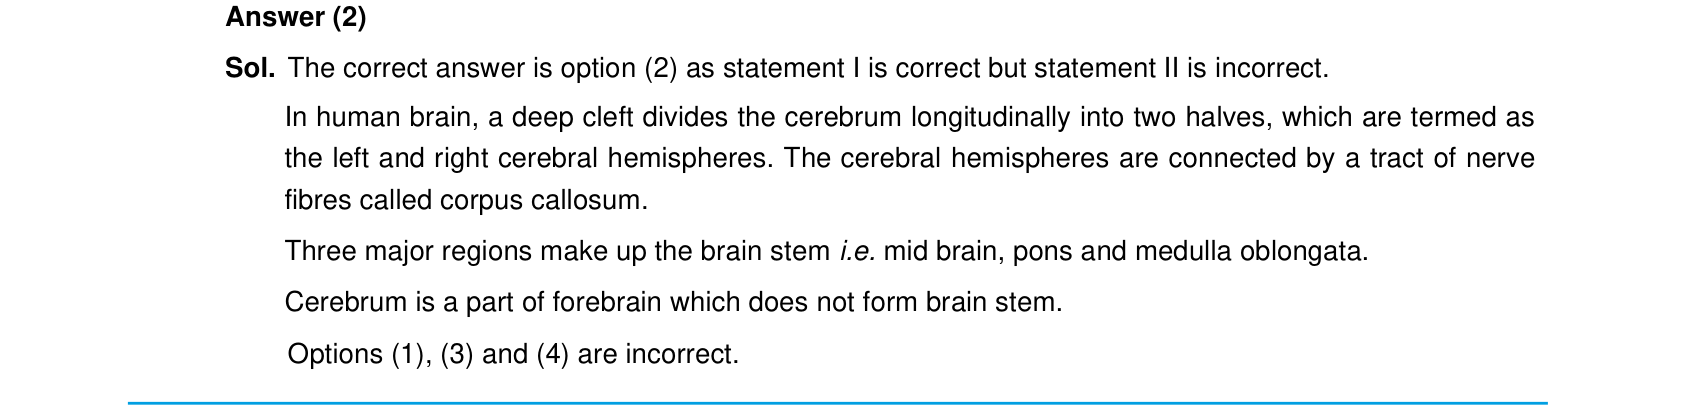 Answer (2)
Sol. The correct answer is option (2) as statement I is correct but statement II is incorrect.
In human brain, a deep cleft divides the cerebrum longitudinally into two halves, which are termed as
the left and right cerebral hemispheres. The cerebral hemispheres are connected by a tract of nerve
fibres called corpus callosum.
Three major regions make up the brain stem i.e. mid brain, pons and medulla oblongata.
Cerebrum is a part of forebrain which does not form brain stem.
Options (1), (3) and (4) are incorrect.